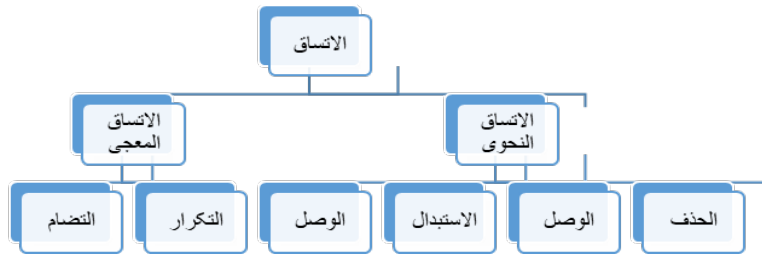 الاتساق
الاتساق
النحوى
الاتساق
المعجى
الحذف
الوصل
الاستبدال
الوصل
التكرار
التضام